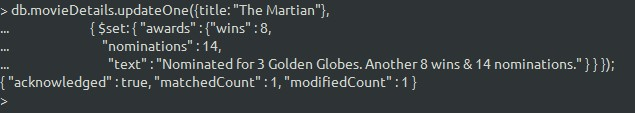 > db.movieDetails.updateOne({title: "The Martian"},
... { $set: { "awards" : {"wins" : 8,
... "nominations" : 14,
... "text" : "Nominated for 3 Golden Globes. Another 8 wins & 14 nominations." } } });
{ "acknowledged" : true, "matchedCount" : 1, "modifiedCount" : 1 }
>